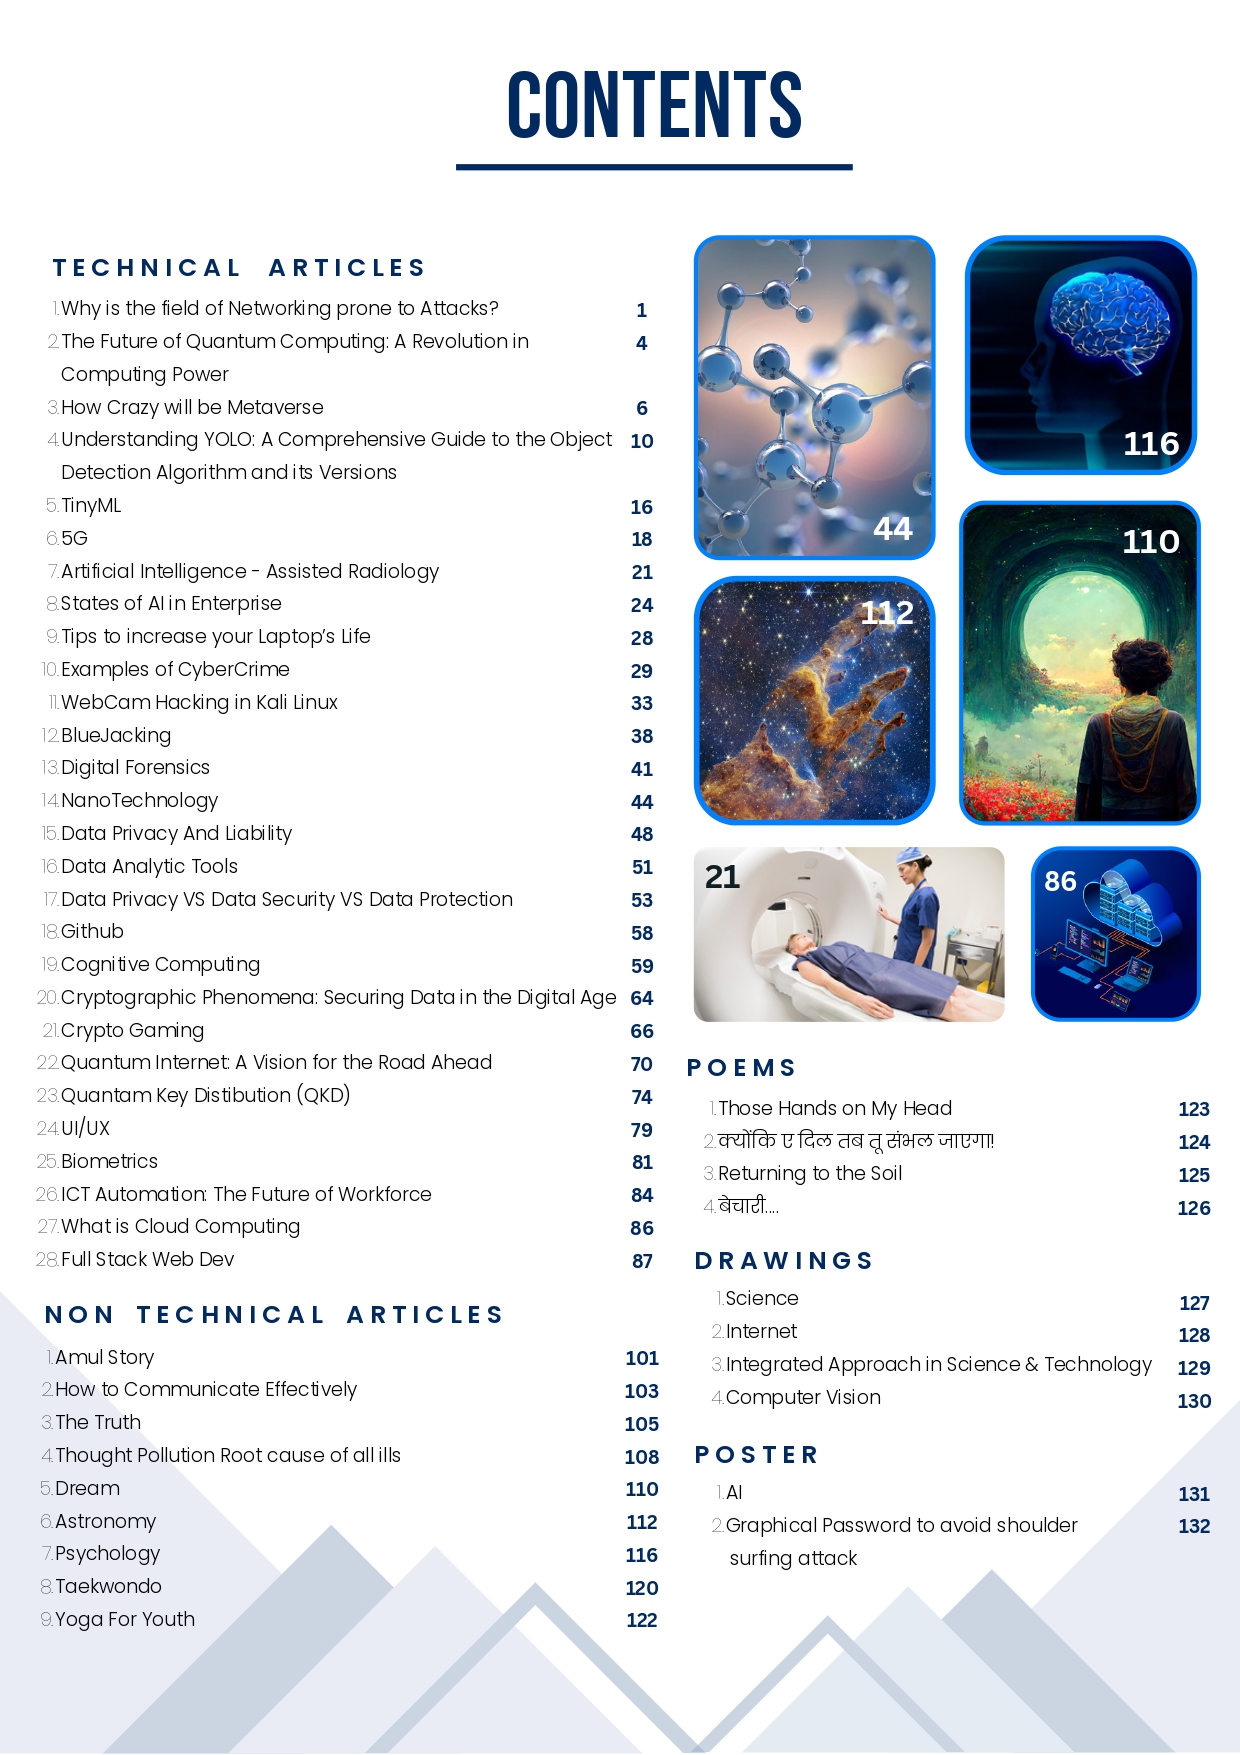 CONTENTS
TECHNICAL ARTICLES
1. Why is the field of Networking prone to Attacks? 1
2. The Future of Quantum Computing: A Revolution in 4
Computing Power
3. How Crazy will be Metaverse 6
4. Understanding YOLO: A Comprehensive Guide to the Object 10
Detection Algorithm and its Versions
5. TinyML 16
6. 5G 18
7. Artificial Intelligence - Assisted Radiology 21
8. States of AI in Enterprise 24
9. Tips to increase your Laptop's Life 28
10. Examples of CyberCrime 29
11. WebCam Hacking in Kali Linux 33
12. BlueJacking 38
13. Digital Forensics 41
14. NanoTechnology 44
15. Data Privacy And Liability 48
16. Data Analytic Tools 51
17. Data Privacy VS Data Security VS Data Protection 53
18. Github 58
19. Cognitive Computing 59
20. Cryptographic Phenomena: Securing Data in the Digital Age 64
21. Crypto Gaming 66
22. Quantum Internet: A Vision for the Road Ahead 70
23. Quantam Key Distibution (QKD) 74
24. UI/UX 79
25. Biometrics 81
26. ICT Automation: The Future of Workforce 84
27. What is Cloud Computing 86
28. Full Stack Web Dev 87
NON TECHNICAL ARTICLES
1. Amul Story 101
2. How to Communicate Effectively 103
3. The Truth 105
4. Thought Pollution Root cause of all ills 108
5. Dream 110
6. Astronomy 112
7. Psychology 116
8. Taekwondo 120
9. Yoga For Youth 122
44
116
110
112
21
86
POEMS
1. Those Hands on My Head 123
2. क्योंकि ए दिल तब तू संभल जाएगा! 124
3. Returning to the Soil 125
4. बेचारी.... 126
DRAWINGS
1. Science 127
2. Internet 128
3. Integrated Approach in Science & Technology 129
4. Computer Vision 130
POSTER
1. AI 131
2. Graphical Password to avoid shoulder 132
surfing attack